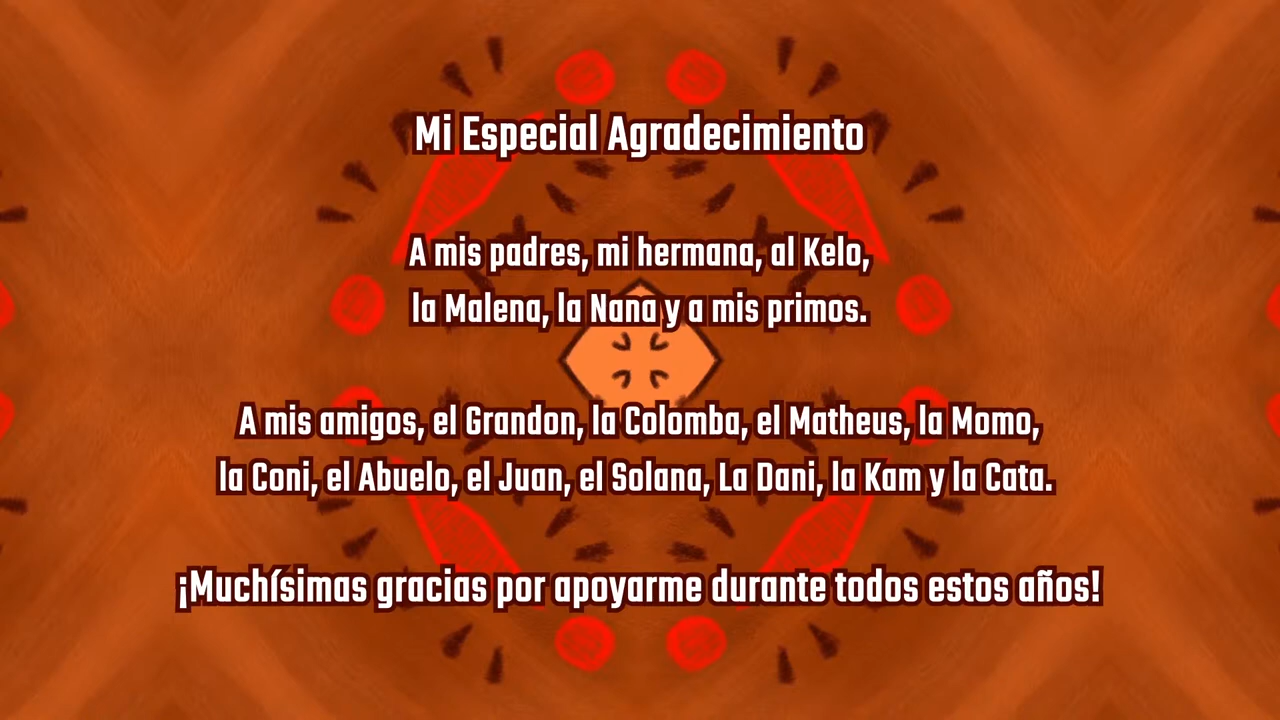 Mi Especial Agradecimiento
A mis padres, mi hermana, al Kelo,
la Malena, la Nana y a mis primos.
A mis amigos, el Grandon, la Colomba, el Matheus, la Momo,
la Coni, el Abuelo, el Juan, el Solana, La Dani, la Kam y la Cata.
¡Muchísimas gracias por apoyarme durante todos estos años!